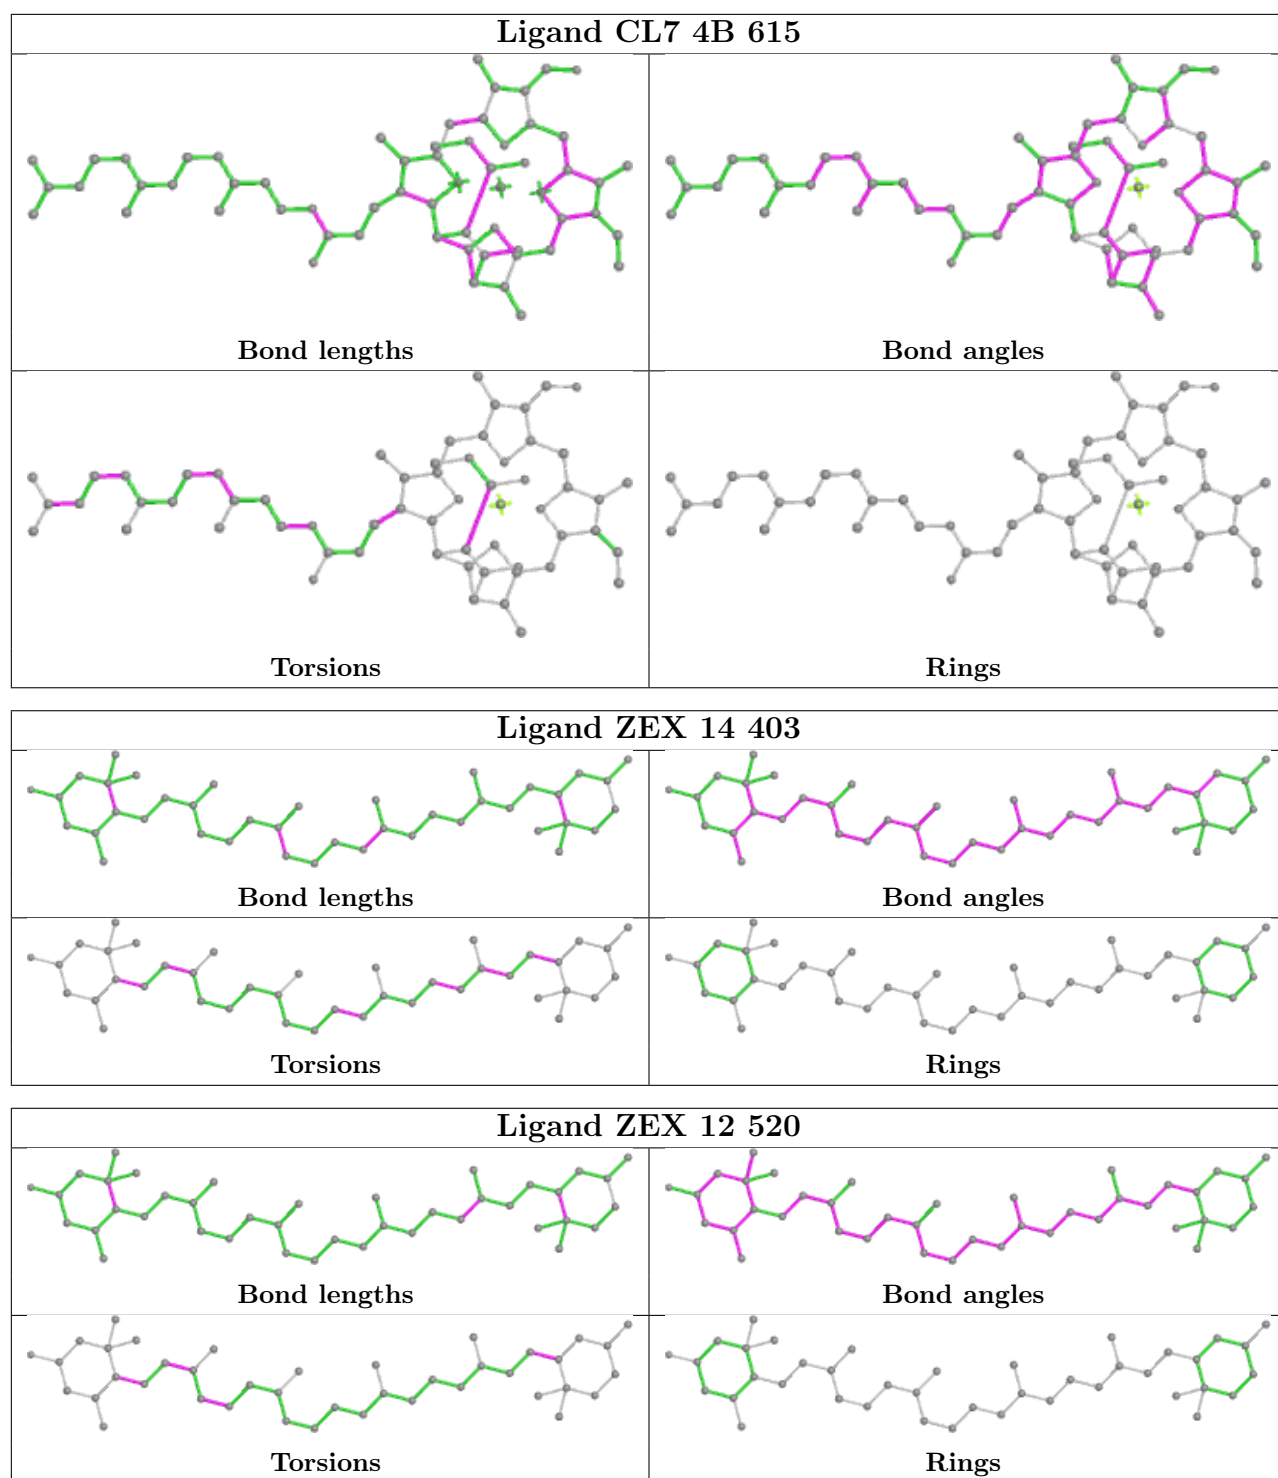 Ligand CL7 4B 615
Bond lengths
Bond angles
Torsions
Rings
Ligand ZEX 14 403
Bond lengths
Bond angles
Torsions
Rings
Ligand ZEX 12 520
Bond lengths
Bond angles
Torsions
Rings